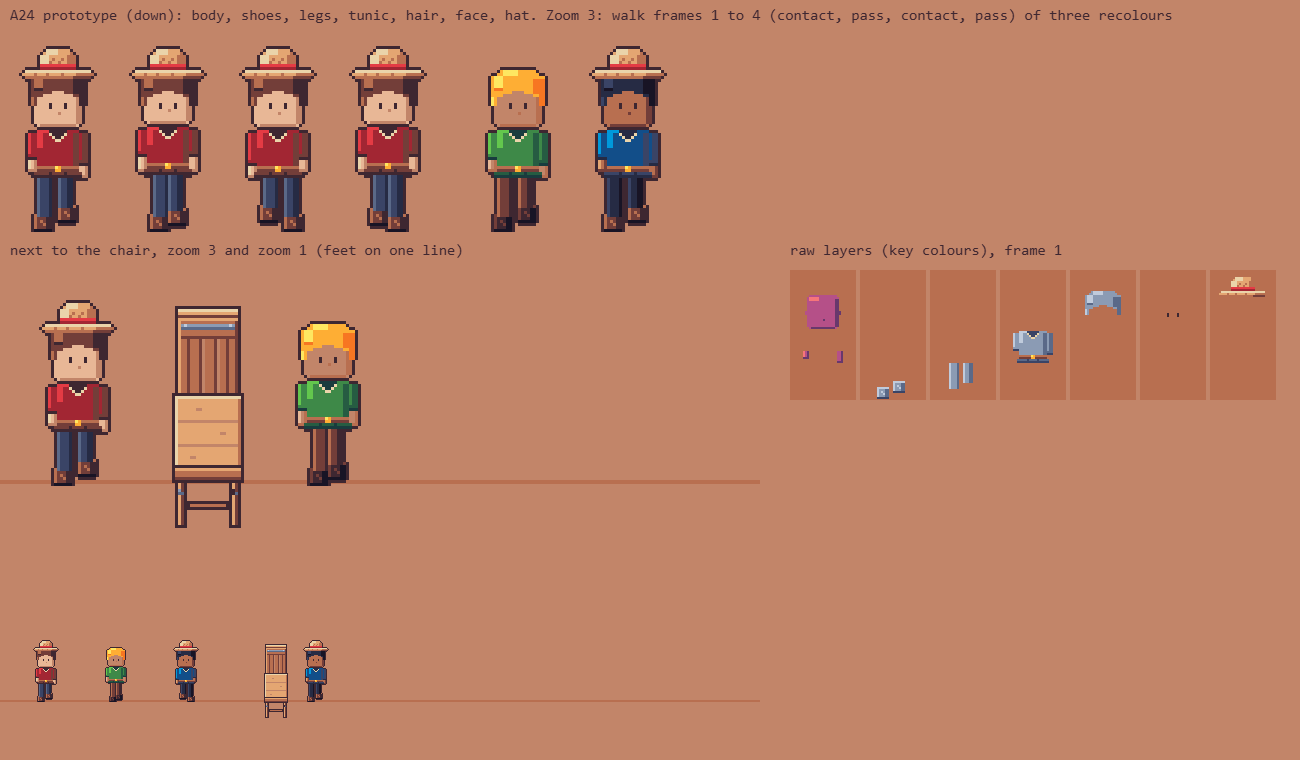 A24 prototype (down): body, shoes, legs, tunic, hair, face, hat. Zoom 3: walk frames 1 to 4 (contact, pass, contact, pass) of three recolours
next to the chair, zoom 3 and zoom 1 (feet on one line)
raw layers (key colours), frame 1